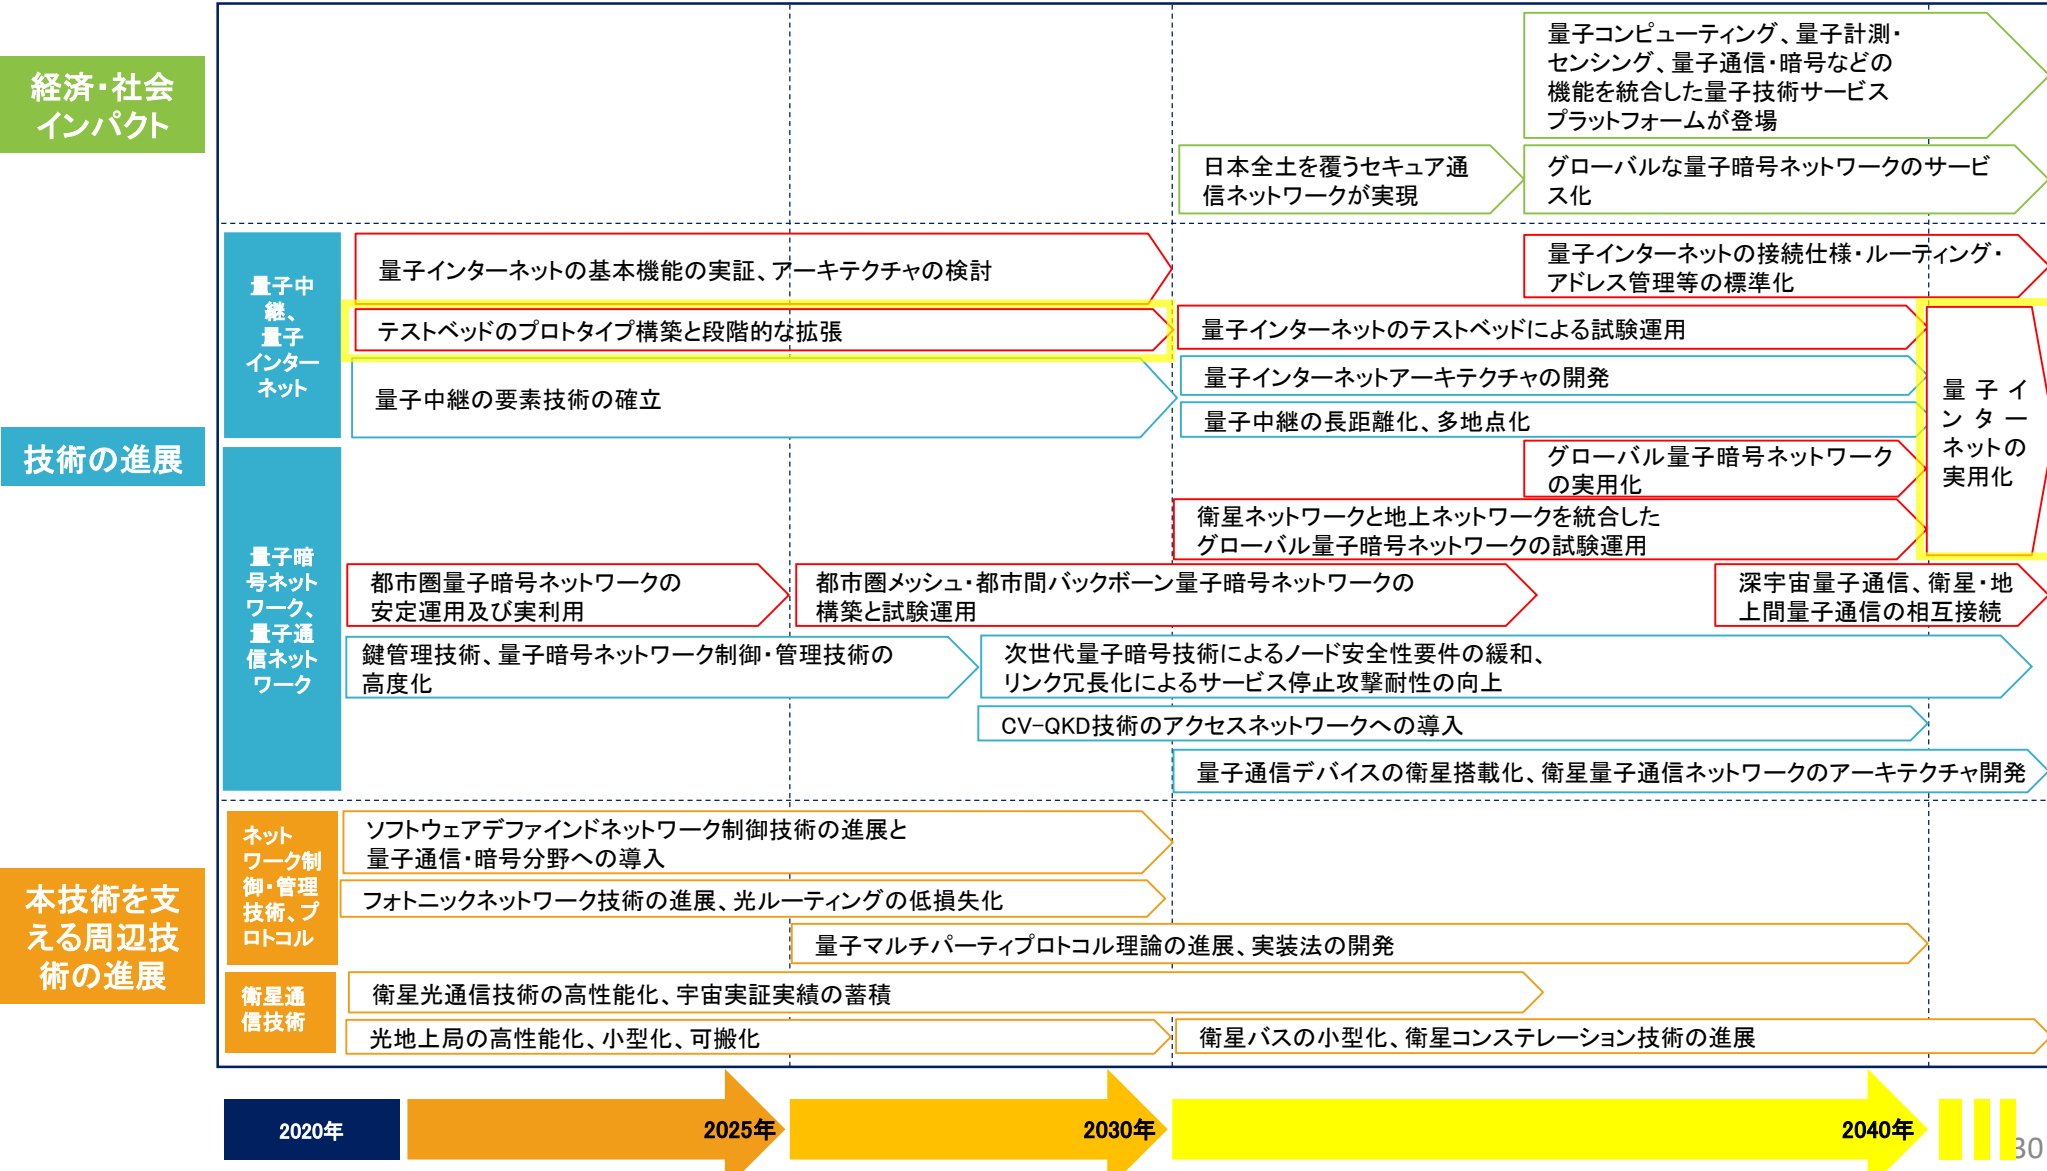 経済・社会
インパクト
量子コンピューティング、量子計測・
センシング、量子通信・暗号などの
機能を統合した量子技術サービス
プラットフォームが登場
日本全土を覆うセキュア通
信ネットワークが実現
グローバルな量子暗号ネットワークのサービ
ス化
技術の進展
量子中
継、
量子
インター
ネット
量子インターネットの基本機能の実証、アーキテクチャの検討
量子インターネットの接続仕様・ルーティング・
アドレス管理等の標準化
テストベッドのプロトタイプ構築と段階的な拡張
量子インターネットのテストベッドによる試験運用
量子中継の要素技術の確立
量子インターネットアーキテクチャの開発
量子中継の長距離化、多地点化
量子イ
ンター
ネットの
実用化
量子暗
号ネット
ワーク、
量子通
信ネット
ワーク
グローバル量子暗号ネットワーク
の実用化
衛星ネットワークと地上ネットワークを統合した
グローバル量子暗号ネットワークの試験運用
都市圏量子暗号ネットワークの
安定運用及び実利用
都市圏メッシュ・都市間バックボーン量子暗号ネットワークの
構築と試験運用
深宇宙量子通信、衛星・地
上間量子通信の相互接続
鍵管理技術、量子暗号ネットワーク制御・管理技術の
高度化
次世代量子暗号技術によるノード安全性要件の緩和、
リンク冗長化によるサービス停止攻撃耐性の向上
CV-QKD技術のアクセスネットワークへの導入
量子通信デバイスの衛星搭載化、衛星量子通信ネットワークのアーキテクチャ開発
本技術を支
える周辺技
術の進展
ネット
ワーク制
御・管理
技術、プ
ロトコル
ソフトウェアデファインドネットワーク制御技術の進展と
量子通信・暗号分野への導入
フォトニックネットワーク技術の進展、光ルーティングの低損失化
量子マルチパーティプロトコル理論の進展、実装法の開発
衛星通
信技術
衛星光通信技術の高性能化、宇宙実証実績の蓄積
光地上局の高性能化、小型化、可搬化
衛星バスの小型化、衛星コンステレーション技術の進展
2020年
2025年
2030年
2040年
30